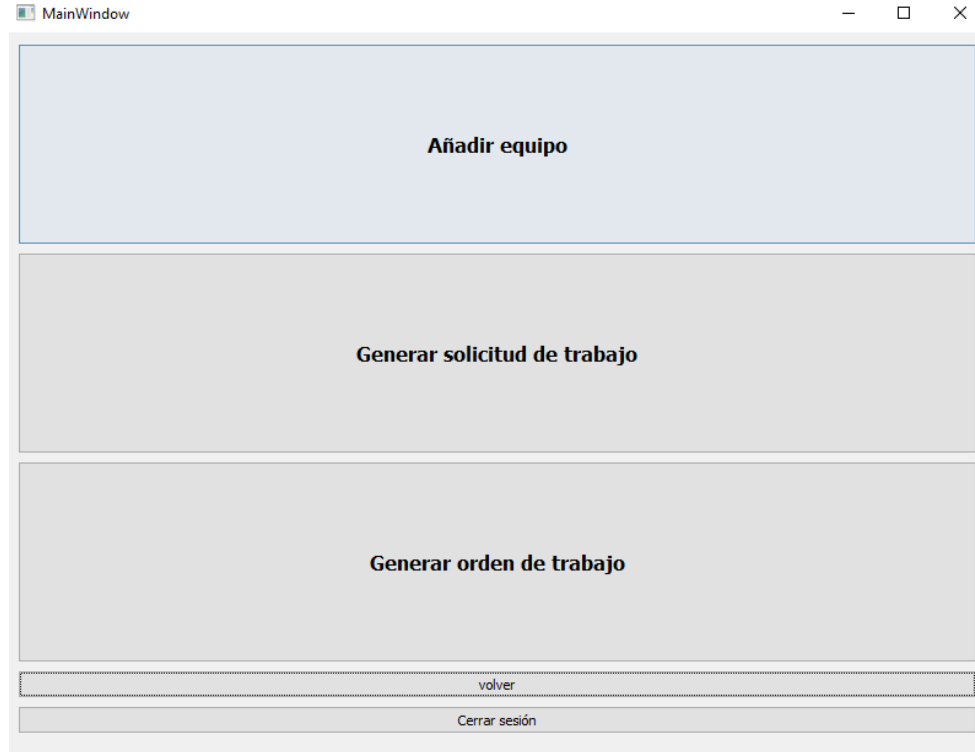 MainWindow
Añadir equipo
Generar solicitud de trabajo
Generar orden de trabajo
volver
Cerrar sesión